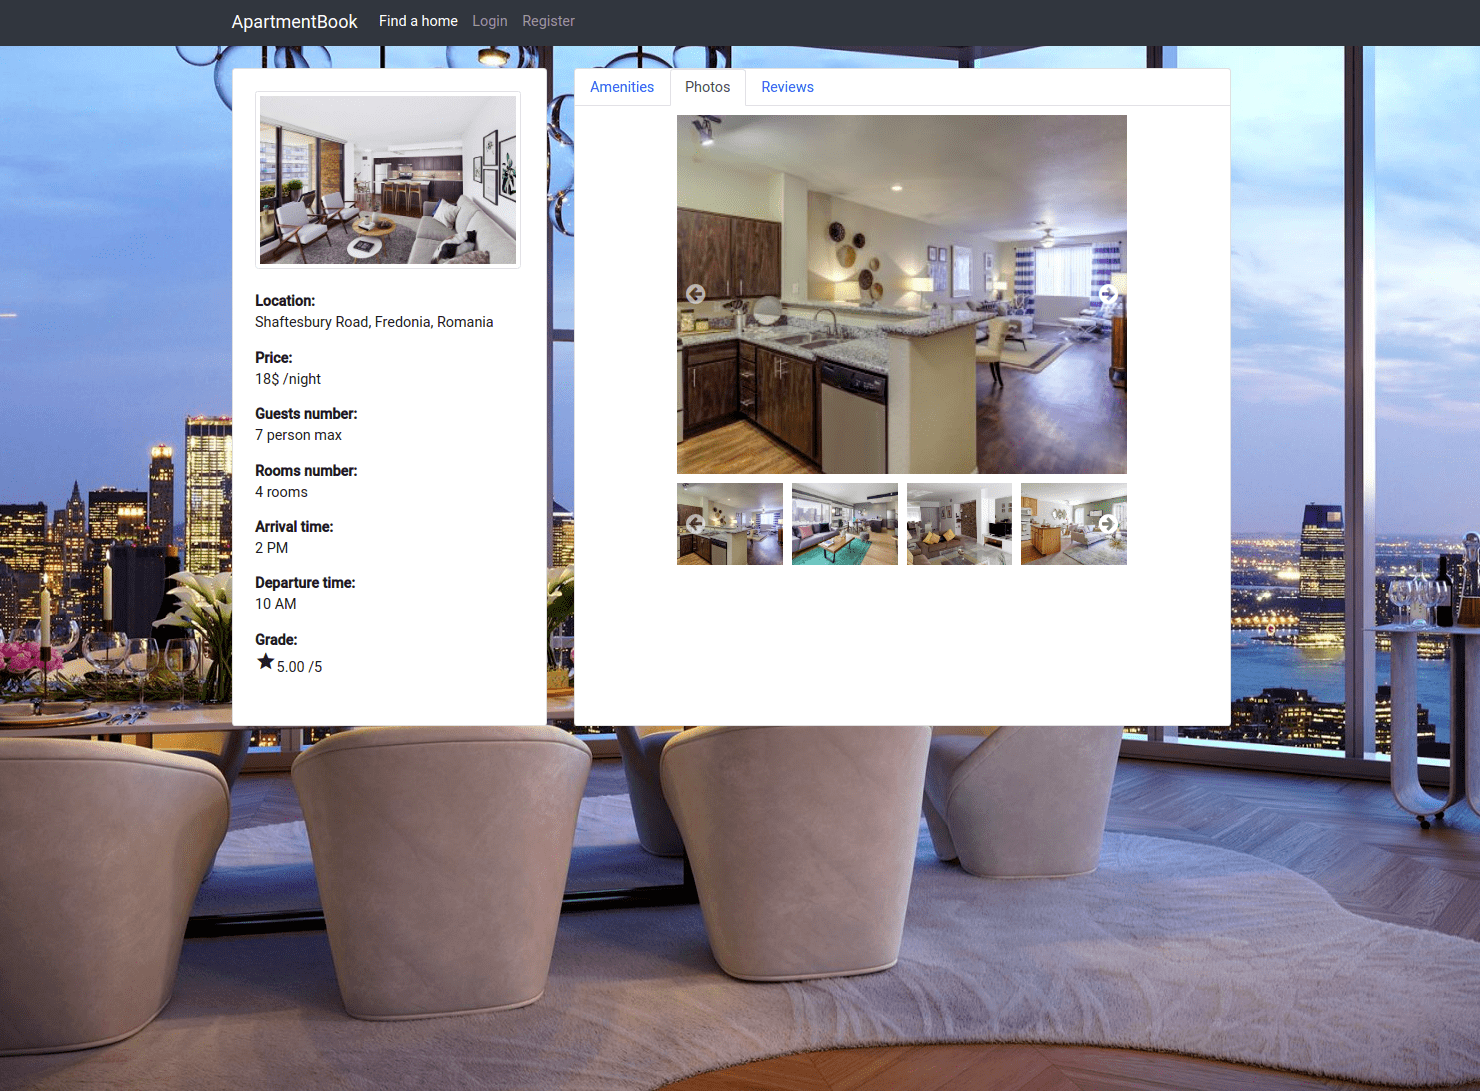 ApartmentBook Find a home Login Register
Amenities Photos Reviews
Location:
Shaftesbury Road, Fredonia, Romania
Price:
18$ /night
Guests number:
7 person max
Rooms number:
4 rooms
Arrival time:
2 PM
Departure time:
10 AM
Grade:
5.00 /5